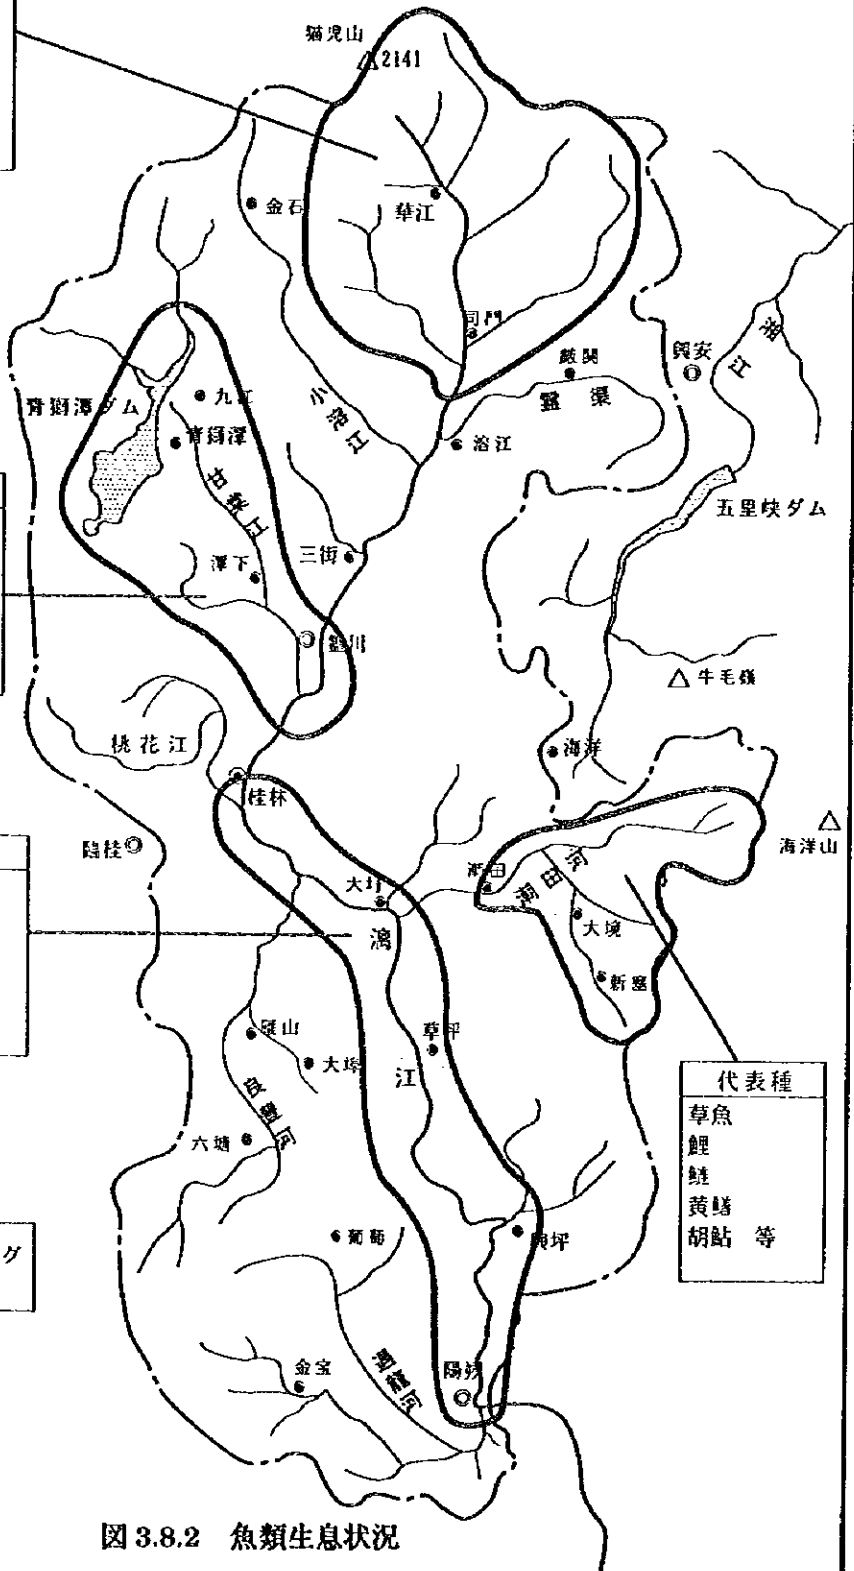 猫児山
2141
金石
華江
司門
厳関
興安
青獅潭ダム
九江
青獅潭
小溶江
霊渠
溶江
甘棠江
三街
五里峡ダム
潭下
霊川
牛毛嶺
桃花江
海洋
桂林
臨桂
海洋山
大圩
潮田
潮田河
漓江
大境
新寨
雁山
草坪
大埠
良豊河
六塘
代表種
草魚
鯉
鰱
黄鱔
胡鮎 等
葡萄
興坪
グ
金宝
遇龍河
陽朔
図 3.8.2 魚類生息状況